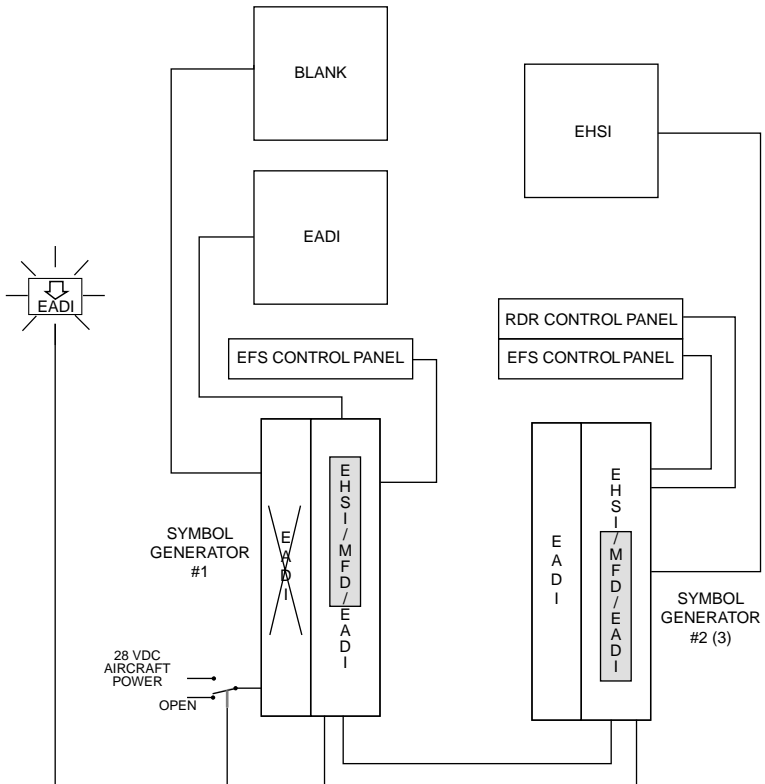 BLANK
EHSI
EADI
EADI
RDR CONTROL PANEL
EFS CONTROL PANEL
EFS CONTROL PANEL
SYMBOL
GENERATOR
#1
EADI
EHSI/MFD/EADI
EADI
EHSI/MFD/EADI
SYMBOL
GENERATOR
#2 (3)
28 VDC
AIRCRAFT
POWER
OPEN